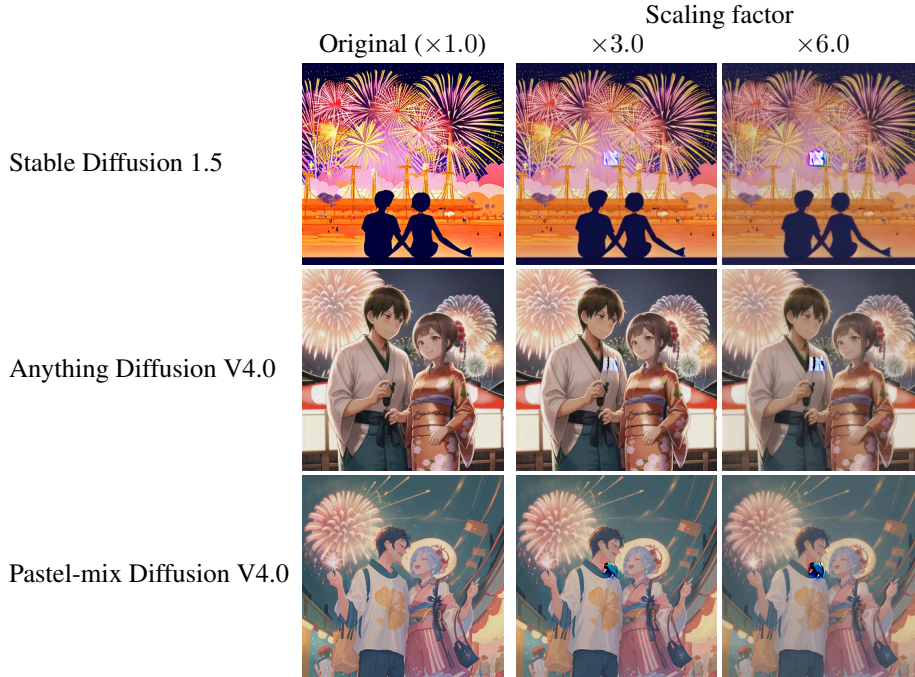 Scaling factor
Original (×1.0) ×3.0 ×6.0
Stable Diffusion 1.5
Anything Diffusion V4.0
Pastel-mix Diffusion V4.0